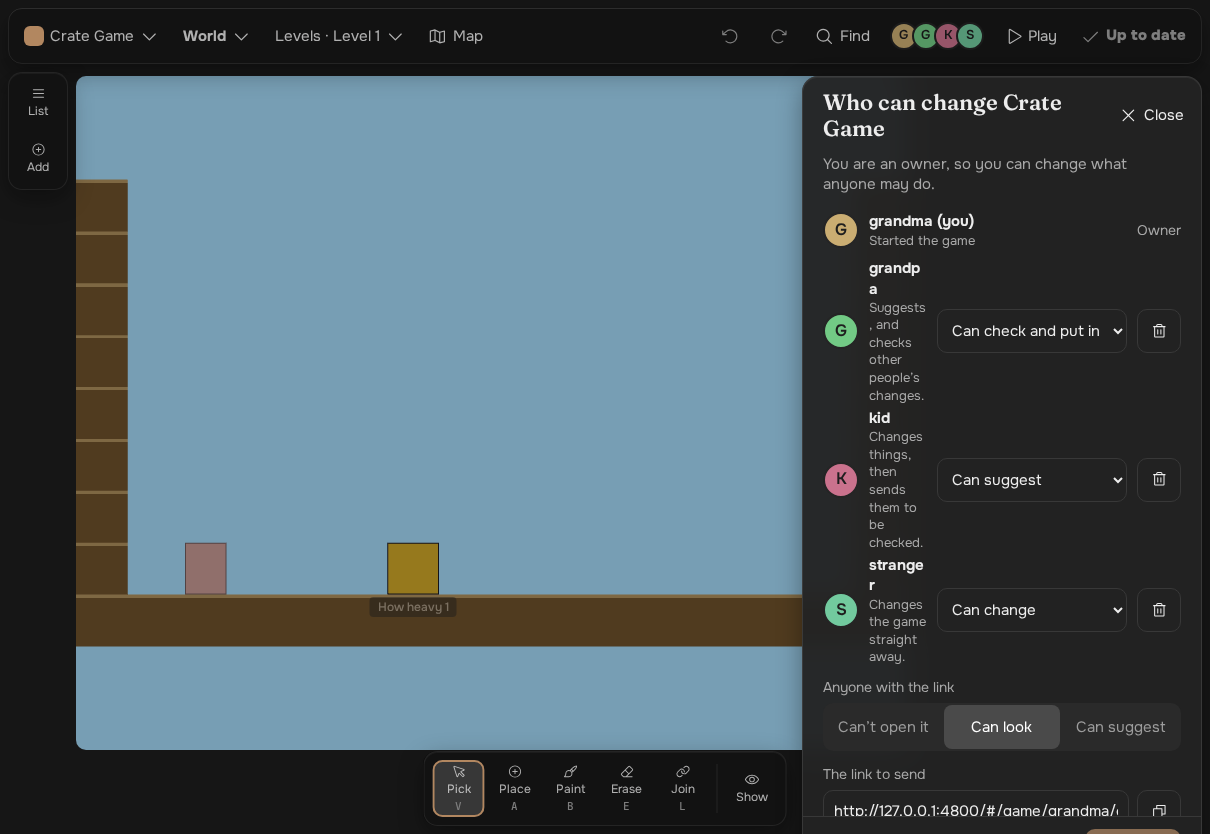 Crate Game
World
Levels · Level 1
Map
Find
G
G
K
S
Play
Up to date
List
Add
Who can change Crate
Game
Close
You are an owner, so you can change what
anyone may do.
G
grandma (you)
Started the game
Owner
grandp
a
Suggests
, and
checks
other
people’s
changes.
G
Can check and put in
kid
Changes
things,
then
sends
them to
be
checked.
K
Can suggest
strange
r
Changes
the game
straight
away.
S
Can change
Anyone with the link
Can’t open it
Can look
Can suggest
The link to send
http://127.0.0.1:4800/#/game/grandma/
How heavy 1
Pick
V
Place
A
Paint
B
Erase
E
Join
L
Show